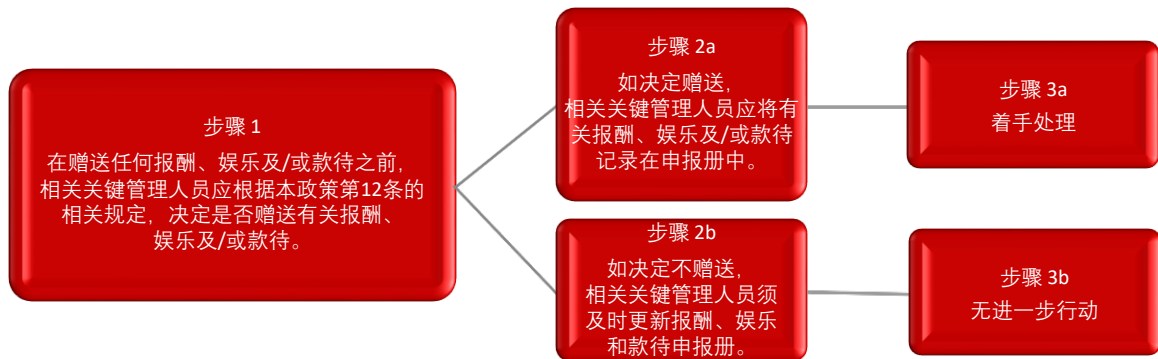 步骤 1
在赠送任何报酬、娱乐及/或款待之前，
相关关键管理人员应根据本政策第12条的
相关规定，决定是否赠送有关报酬、
娱乐及/或款待。
步骤 2a
如决定赠送，
相关关键管理人员应将有
关报酬、娱乐及/或款待
记录在申报册中。
步骤 3a
着手处理
步骤 2b
如决定不赠送，
相关关键管理人员须
及时更新报酬、娱乐
和款待申报册。
步骤 3b
无进一步行动